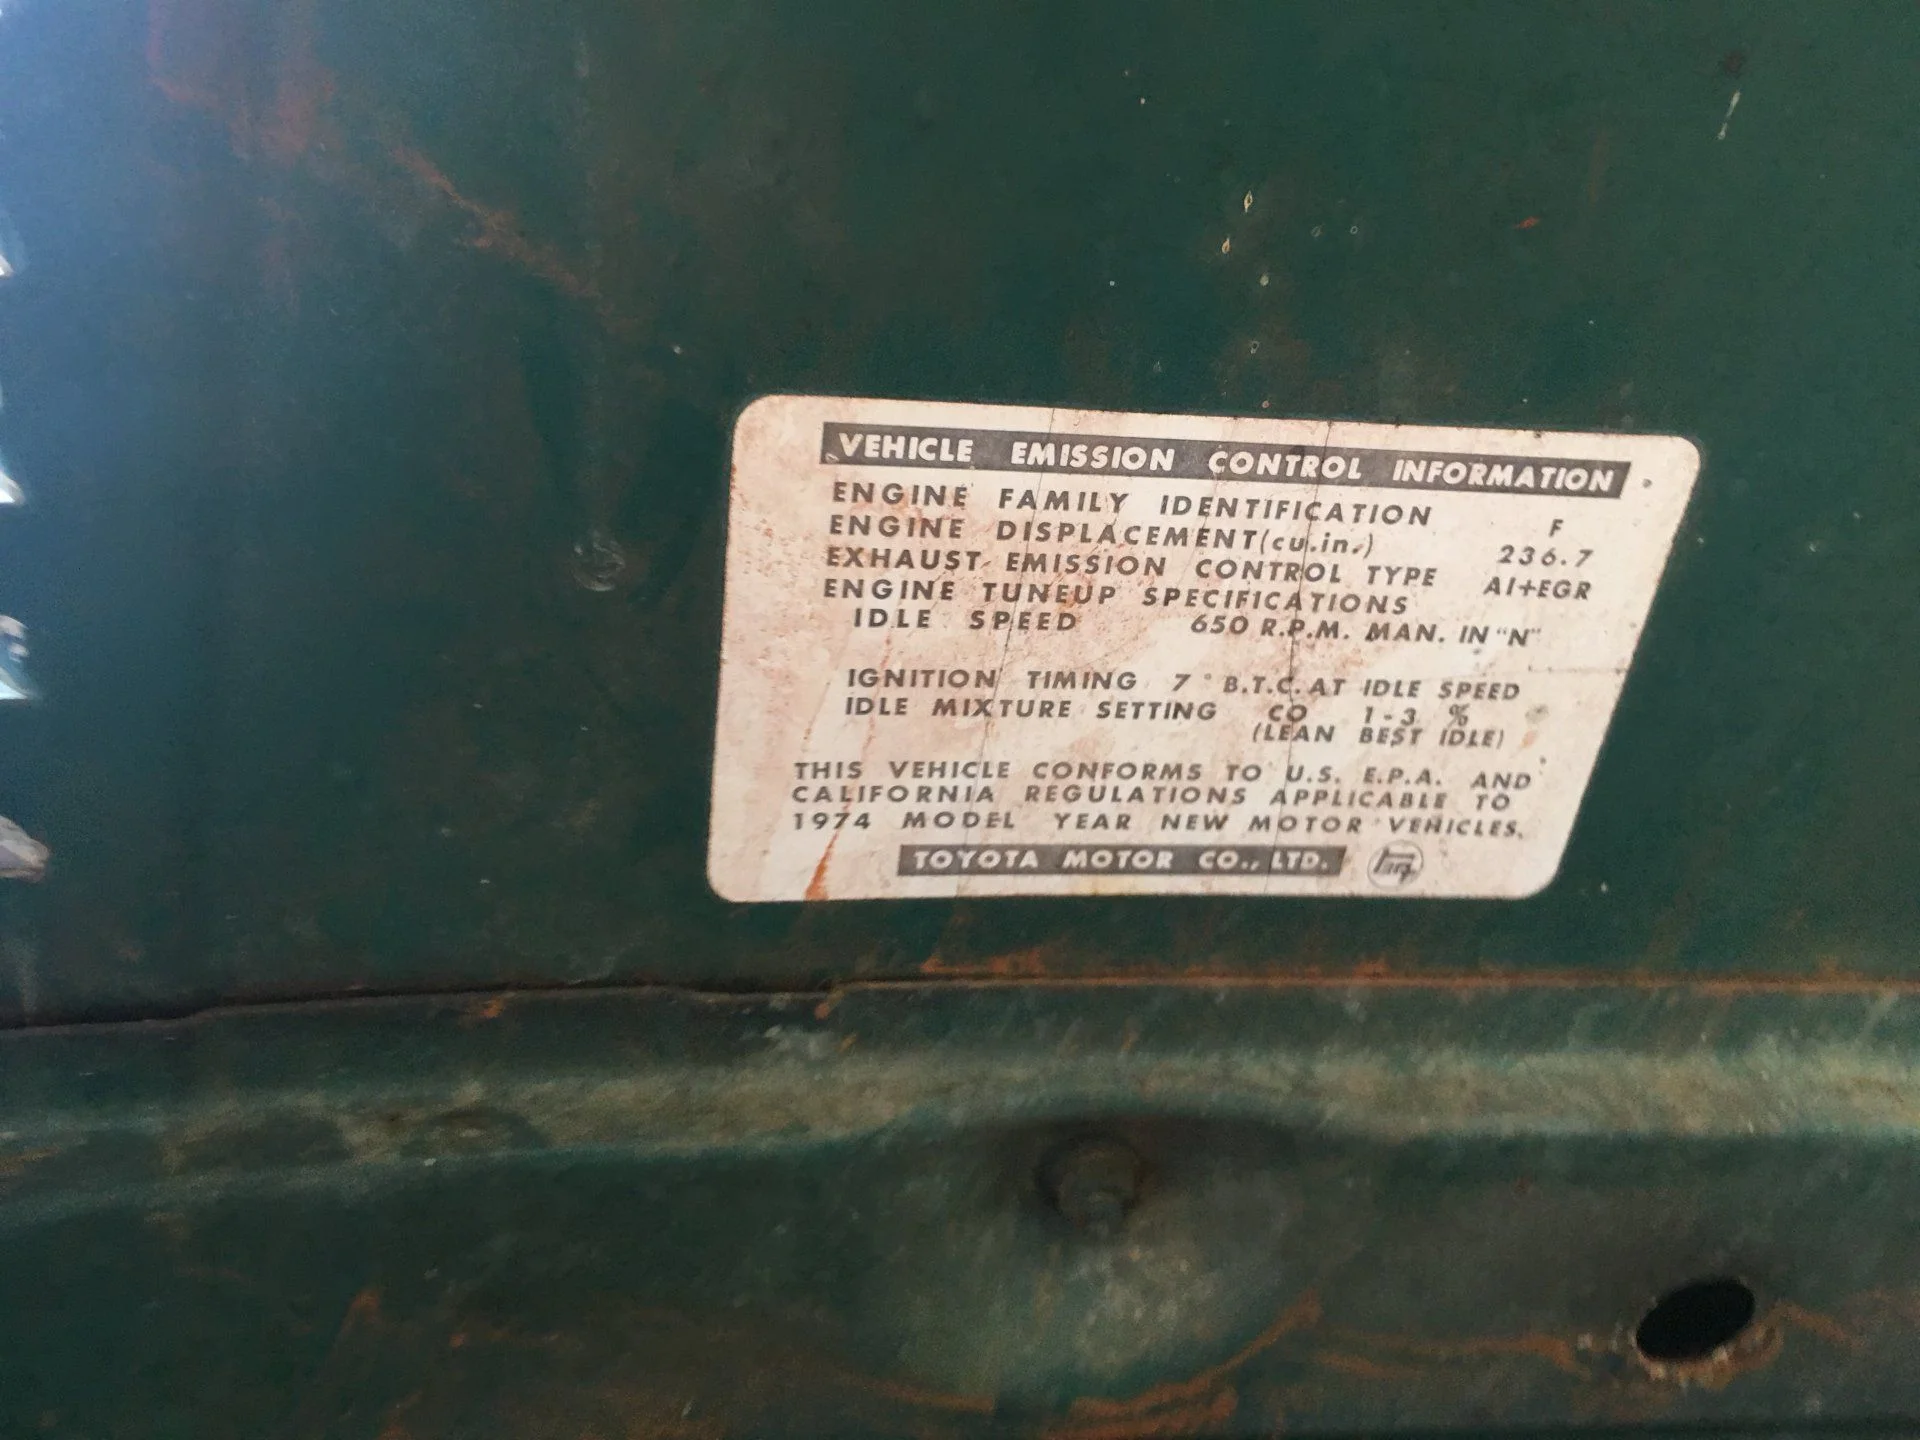 VEHICLE EMISSION CONTROL INFORMATION
ENGINE FAMILY IDENTIFICATION F
ENGINE DISPLACEMENT(cu.in.) 236.7
EXHAUST EMISSION CONTROL TYPE AI+EGR
ENGINE TUNEUP SPECIFICATIONS
IDLE SPEED 650 R.P.M. MAN. IN "N"
IGNITION TIMING 7° B.T.C. AT IDLE SPEED
IDLE MIXTURE SETTING CO 1-3 %
(LEAN BEST IDLE)
THIS VEHICLE CONFORMS TO U.S. E.P.A. AND
CALIFORNIA REGULATIONS APPLICABLE TO
1974 MODEL YEAR NEW MOTOR VEHICLES.
TOYOTA MOTOR CO., LTD. TEQ